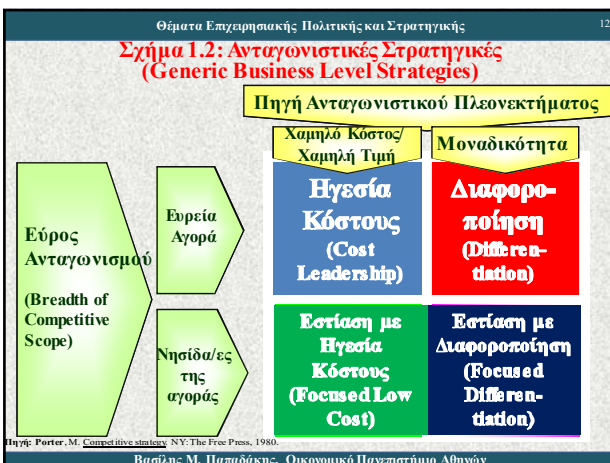 Θέματα Επιχειρησιακής Πολιτικής και Στρατηγικής
12
Σχήμα 1.2: Ανταγωνιστικές Στρατηγικές
(Generic Business Level Strategies)
Πηγή Ανταγωνιστικού Πλεονεκτήματος
Χαμηλό Κόστος/
Χαμηλή Τιμή
Μοναδικότητα
Εύρος
Ανταγωνισμού
(Breadth of
Competitive
Scope)
Ευρεία
Αγορά
Ηγεσία
Κόστους
(Cost
Leadership)
Διαφορο-
ποίηση
(Differen-
tiation)
Νησίδα/ες
της
αγοράς
Εστίαση με
Ηγεσία
Κόστους
(Focused Low
Cost)
Εστίαση με
Διαφοροποίηση
(Focused
Differen-
tiation)
Πηγή: Porter, M. Competitive strategy. NY: The Free Press, 1980.
Βασίλης Μ. Παπαδάκης, Οικονομικό Πανεπιστήμιο Αθηνών